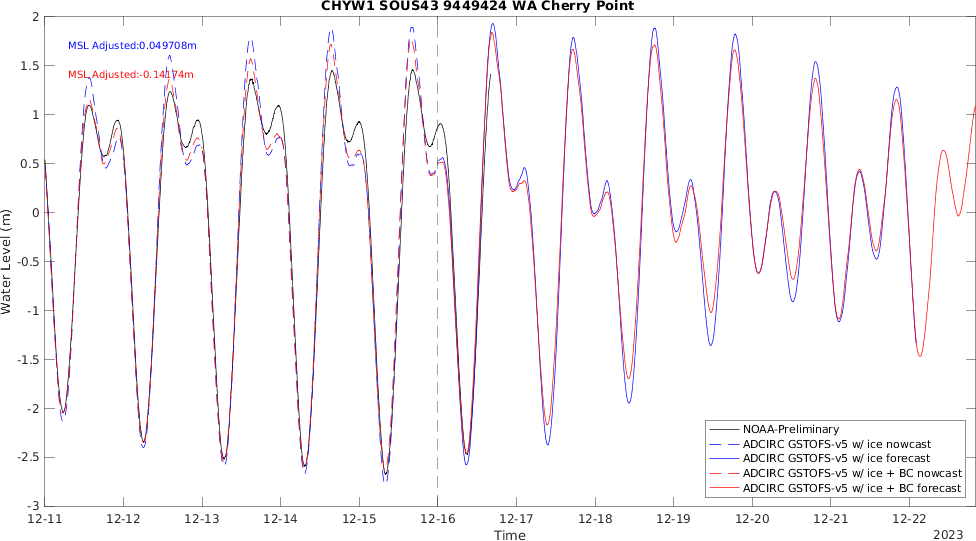 CHYW1 SOUS43 9449424 WA Cherry Point
2
1.5
1
0.5
0
-0.5
-1
-1.5
-2
-2.5
-3
Water Level (m)
MSL Adjusted:0.049708m
MSL Adjusted:-0.14174m
NOAA-Preliminary
ADCIRC GSTOFS-v5 w/ ice nowcast
ADCIRC GSTOFS-v5 w/ ice forecast
ADCIRC GSTOFS-v5 w/ ice + BC nowcast
ADCIRC GSTOFS-v5 w/ ice + BC forecast
12-11 12-12 12-13 12-14 12-15 12-16 12-17 12-18 12-19 12-20 12-21 12-22
Time
2023